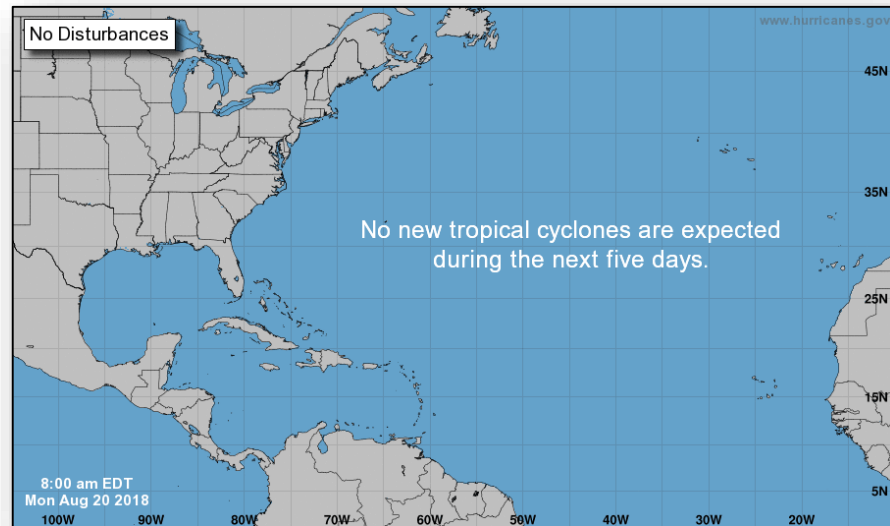 No Disturbances
www.hurricanes.gov
45N
35N
No new tropical cyclones are expected
during the next five days.
25N
15N
8:00 am EDT
Mon Aug 20 2018
5N
100W 90W 80W 70W 60W 50W 40W 30W 20W